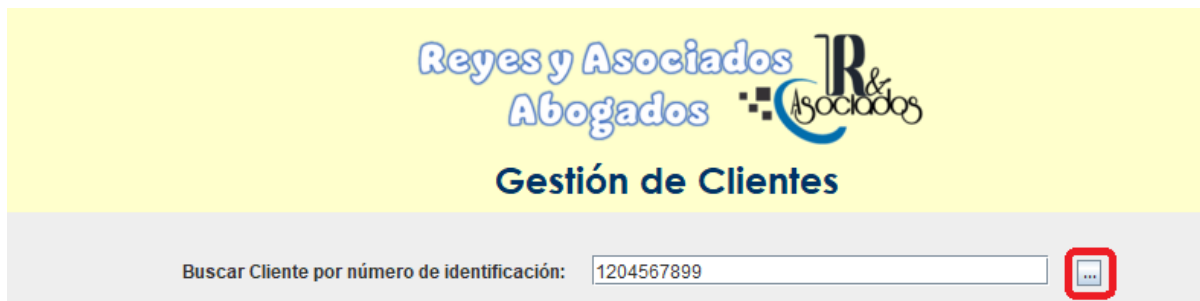 Reyes y Asociados
Abogados
R&
Asociados
Gestión de Clientes
Buscar Cliente por número de identificación: 1204567899 ...